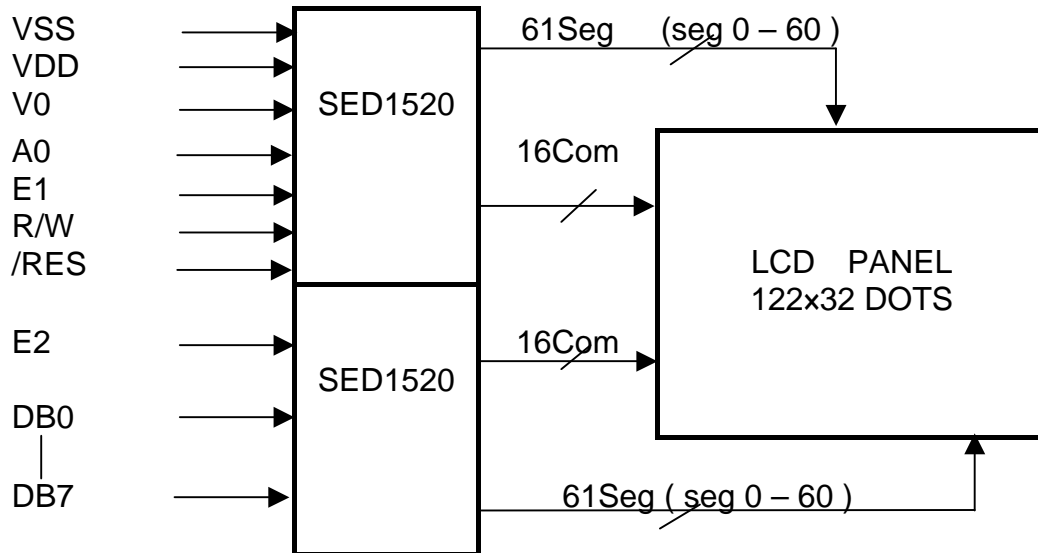 VSS
VDD
V0
A0
E1
R/W
/RES
E2
DB0
DB7
SED1520
SED1520
61Seg (seg 0 – 60 )
16Com
16Com
61Seg ( seg 0 – 60 )
LCD PANEL
122x32 DOTS